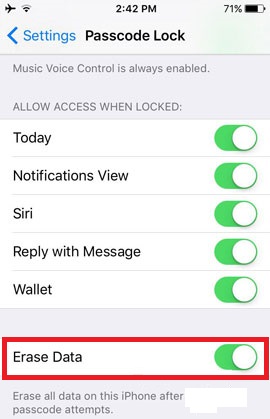 2:42 PM 71%
Settings Passcode Lock
Music Voice Control is always enabled.
ALLOW ACCESS WHEN LOCKED:
Today
Notifications View
Siri
Reply with Message
Wallet
Erase Data
Erase all data on this iPhone after
passcode attempts.